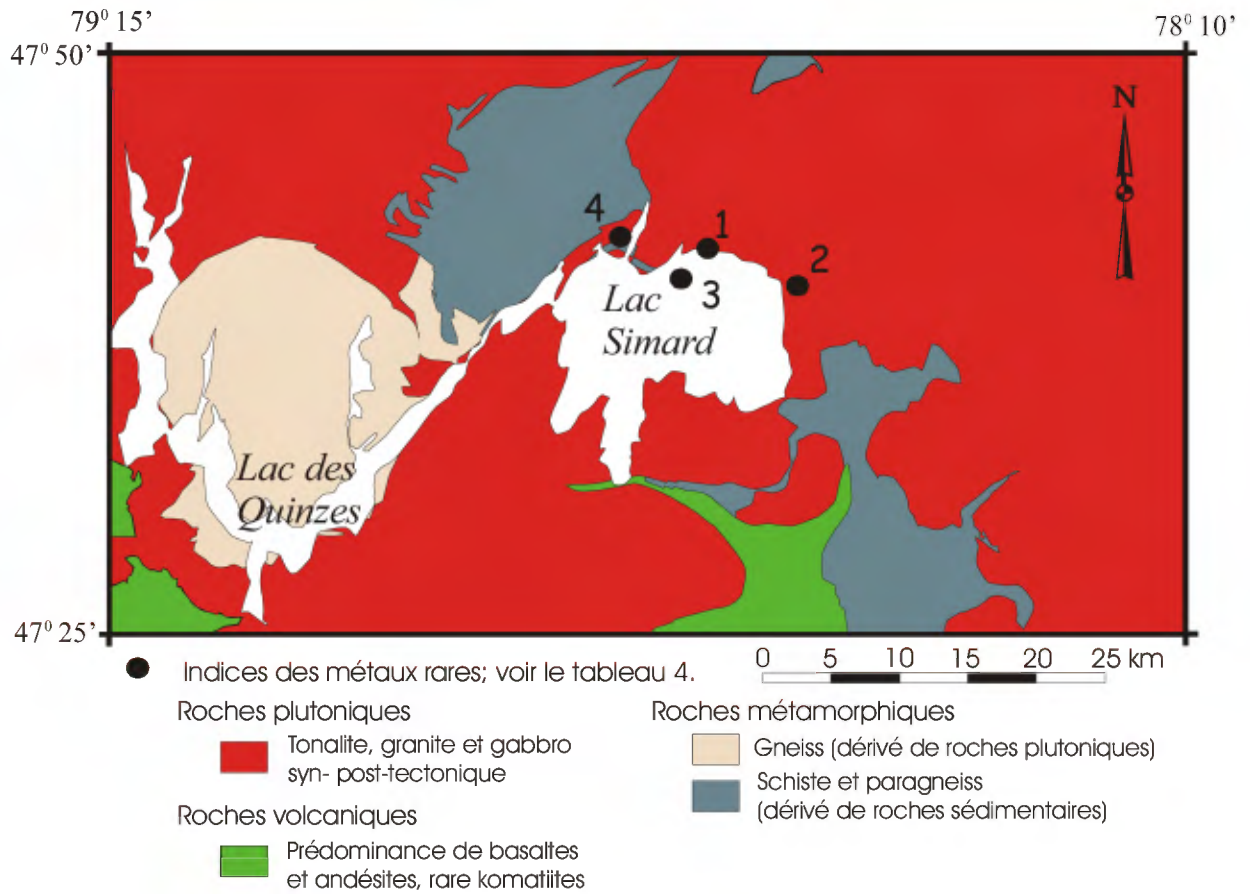 79⁰ 15’
78⁰ 10’
47⁰ 50’
N
4
1
2
3
Lac
Simard
Lac des
Quinzes
47⁰ 25’
0 5 10 15 20 25 km
Indices des métaux rares; voir le tableau 4.
Roches plutoniques
Tonalite, granite et gabbro
syn- post-tectonique
Roches volcaniques
Prédominance de basaltes
et andésites, rare komatiites
Roches métamorphiques
Gneiss (dérivé de roches plutoniques)
Schiste et paragneiss
(dérivé de roches sédimentaires)